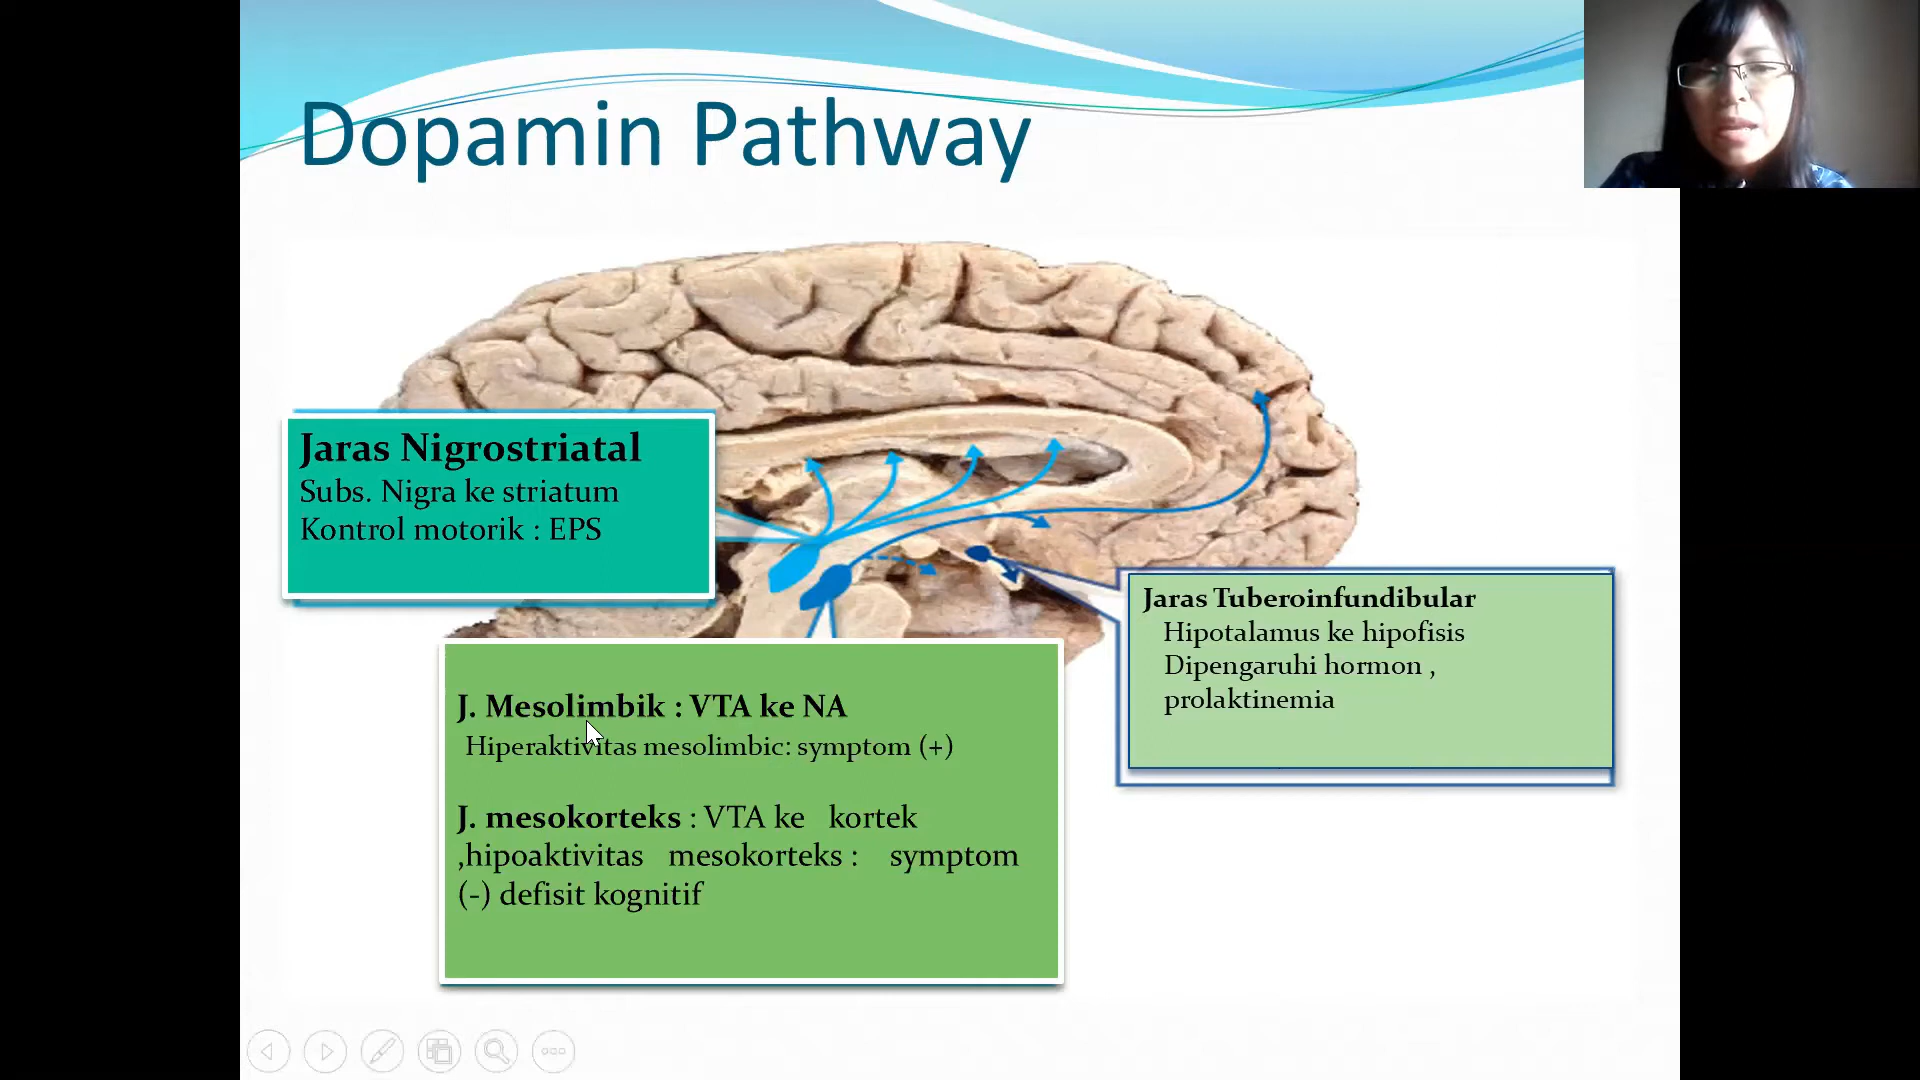 Dopamin Pathway
Jaras Nigrostriatal
Subs. Nigra ke striatum
Kontrol motorik : EPS
J. Mesolimbik : VTA ke NA
Hiperaktivitas mesolimbic: symptom (+)
J. mesokorteks : VTA ke kortek
,hipoaktivitas mesokorteks : symptom
(-) defisit kognitif
Jaras Tuberoinfundibular
Hipotalamus ke hipofisis
Dipengaruhi hormon ,
prolaktinemia